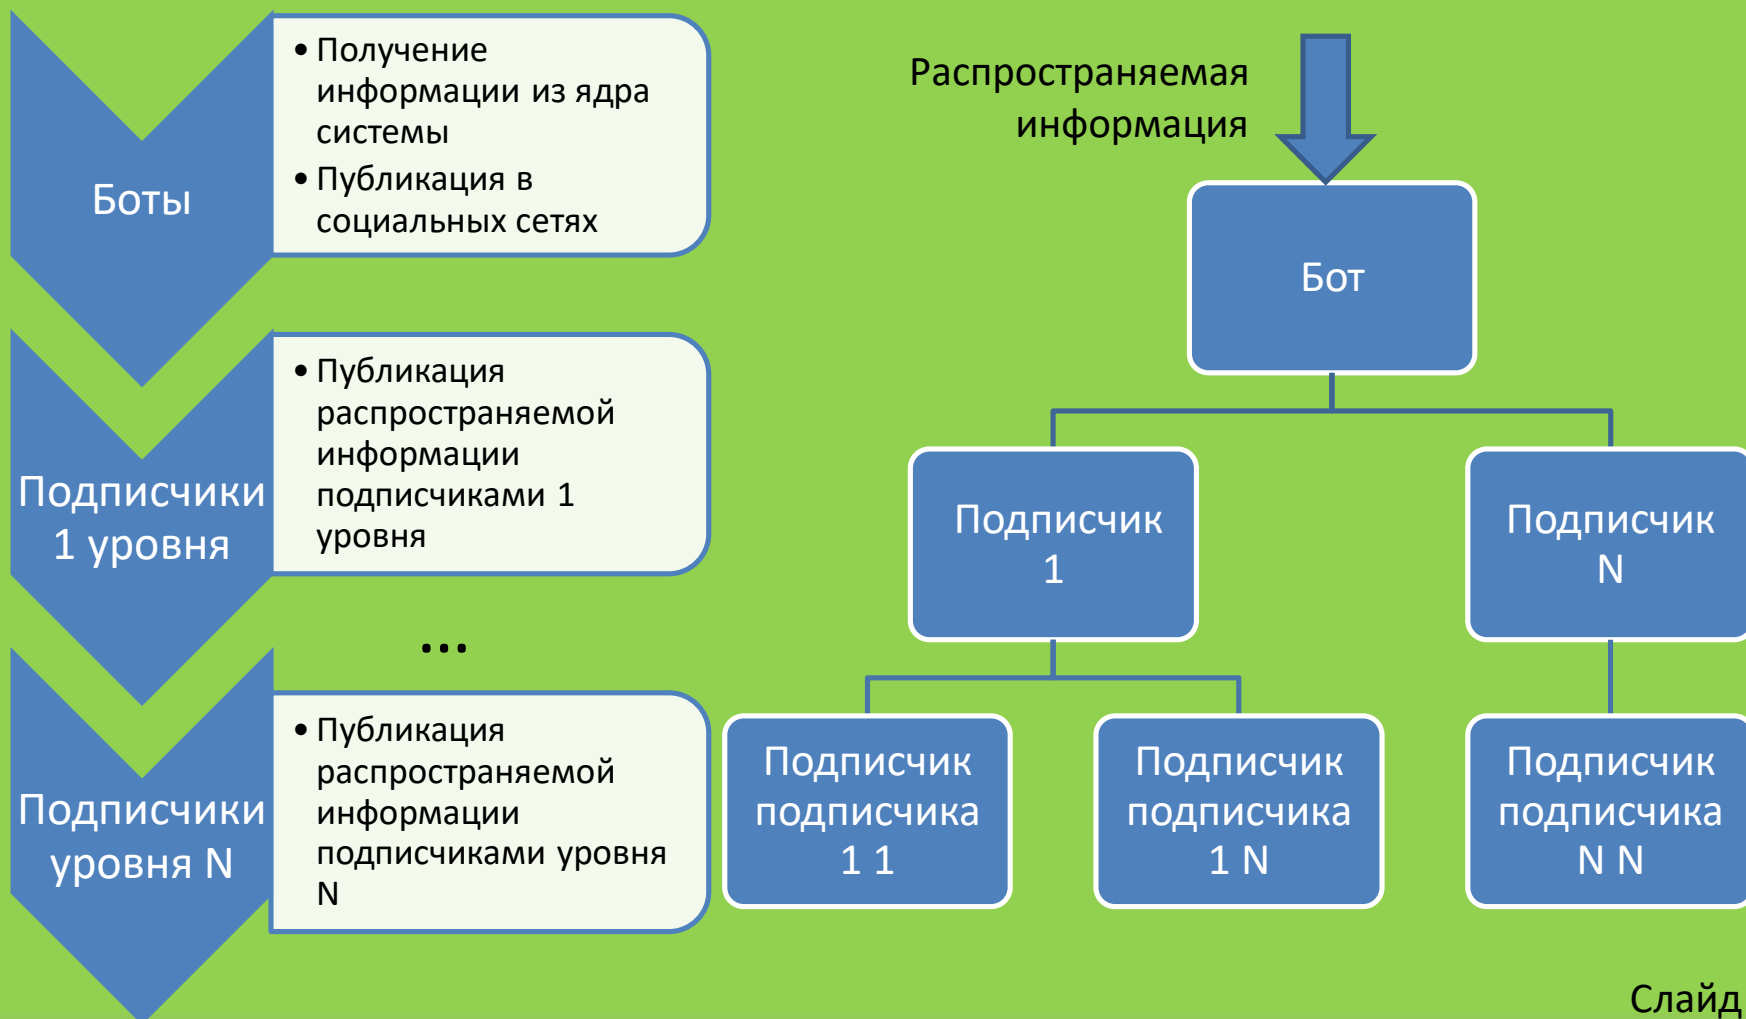 Боты
• Получение
информации из ядра
системы
• Публикация в
социальных сетях
Подписчики
1 уровня
• Публикация
распространяемой
информации
подписчиками 1
уровня
...
Подписчики
уровня N
• Публикация
распространяемой
информации
подписчиками уровня
N
Распространяемая
информация
Бот
Подписчик
1
Подписчик
N
Подписчик
подписчика
1 1
Подписчик
подписчика
1 N
Подписчик
подписчика
N N
Слайд